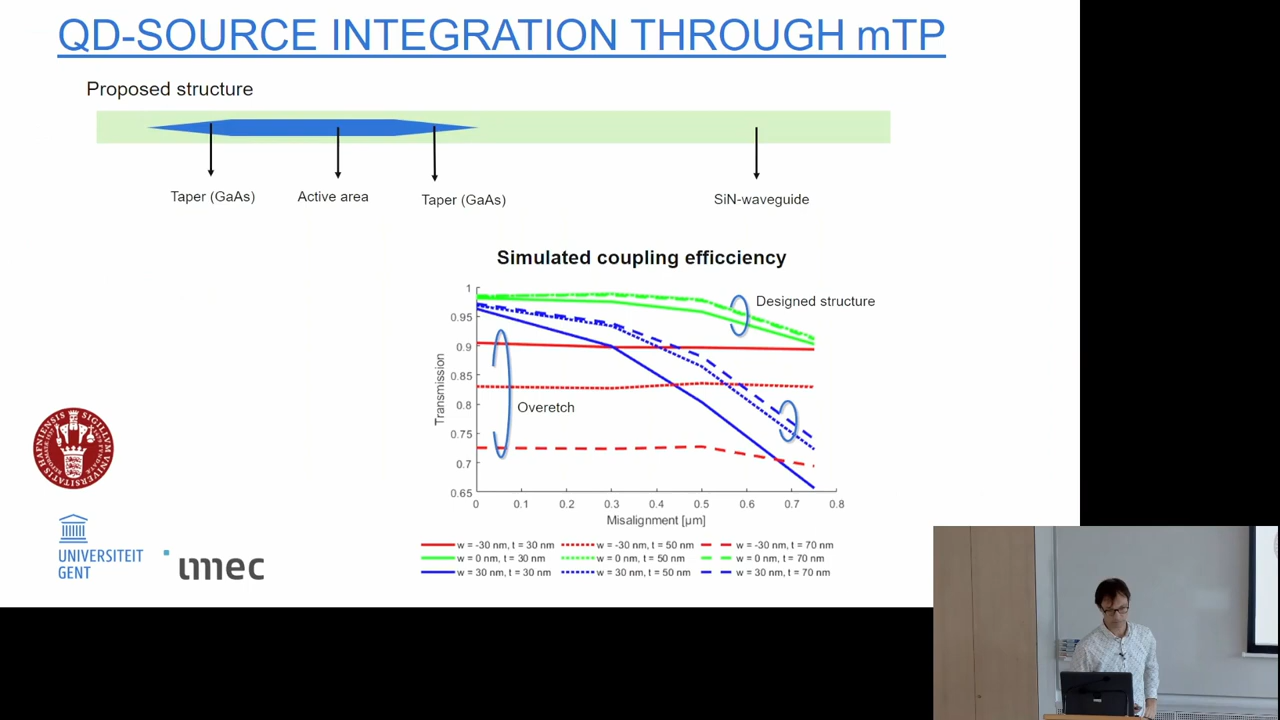 QD-SOURCE INTEGRATION THROUGH mTP
Proposed structure
Taper (GaAs)
Active area
Taper (GaAs)
SiN-waveguide
Simulated coupling efficciency
Designed structure
Overetch
Transmission
1
0.95
0.9
0.85
0.8
0.75
0.7
0.65
0 0.1 0.2 0.3 0.4 0.5 0.6 0.7 0.8
Misalignment [µm]
w = -30 nm, t = 30 nm w = -30 nm, t = 50 nm w = -30 nm, t = 70 nm
w = 0 nm, t = 30 nm w = 0 nm, t = 50 nm w = 0 nm, t = 70 nm
w = 30 nm, t = 30 nm w = 30 nm, t = 50 nm w = 30 nm, t = 70 nm
UNIVERSITEIT
GENT
imec